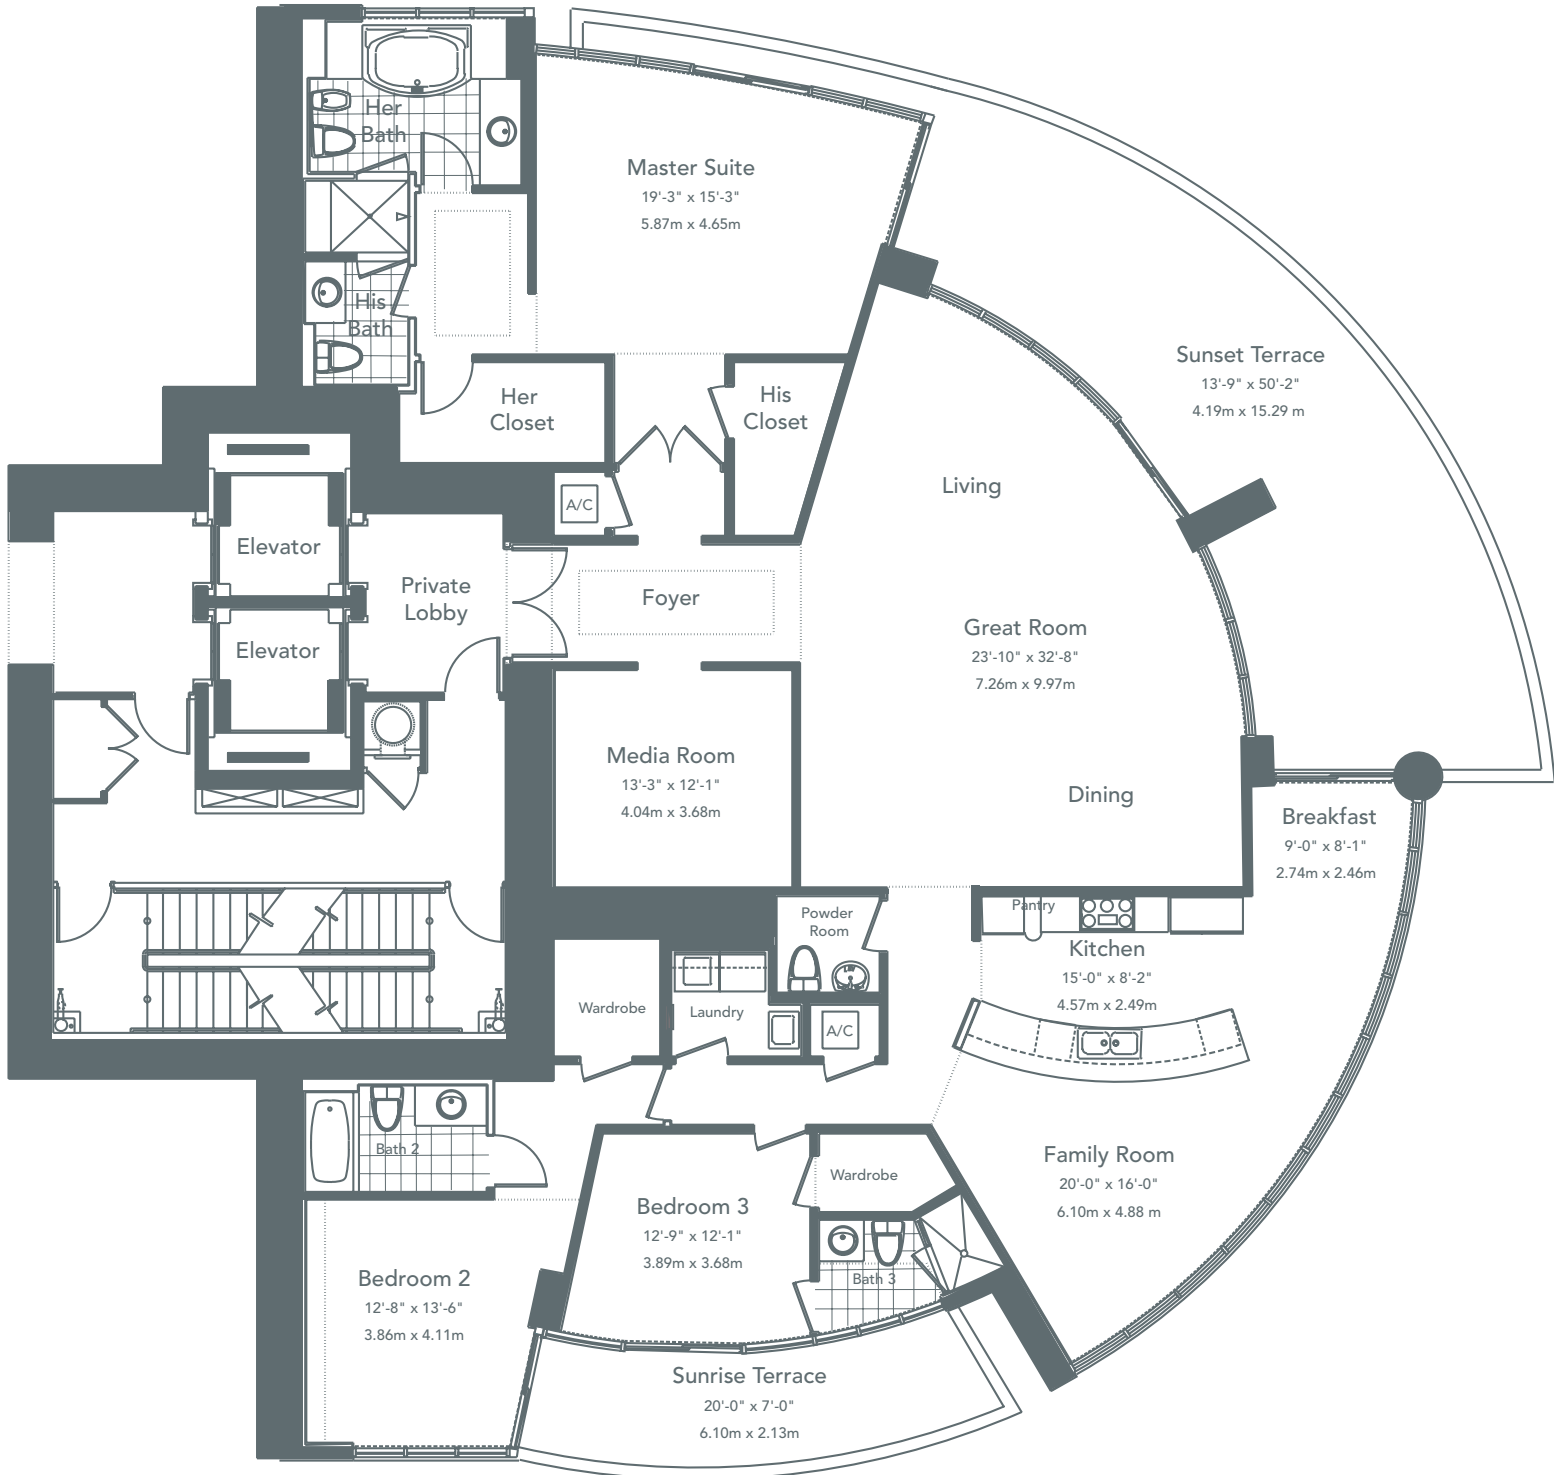 Her
Bath
Master Suite
19'-3" x 15'-3"
5.87m x 4.65m
His
Bath
Her
Closet
His
Closet
Sunset Terrace
13'-9" x 50'-2"
4.19m x 15.29 m
Living
A/C
Elevator
Private
Lobby
Foyer
Elevator
Great Room
23'-10" x 32'-8"
7.26m x 9.97m
Media Room
13'-3" x 12'-1"
4.04m x 3.68m
Dining
Breakfast
9'-0" x 8'-1"
2.74m x 2.46m
Powder
Room
Pantry
Kitchen
15'-0" x 8'-2"
4.57m x 2.49m
Wardrobe
Laundry
A/C
Bath 2
Family Room
20'-0" x 16'-0"
6.10m x 4.88 m
Wardrobe
Bedroom 3
12'-9" x 12'-1"
3.89m x 3.68m
Bath 3
Bedroom 2
12'-8" x 13'-6"
3.86m x 4.11m
Sunrise Terrace
20'-0" x 7'-0"
6.10m x 2.13m